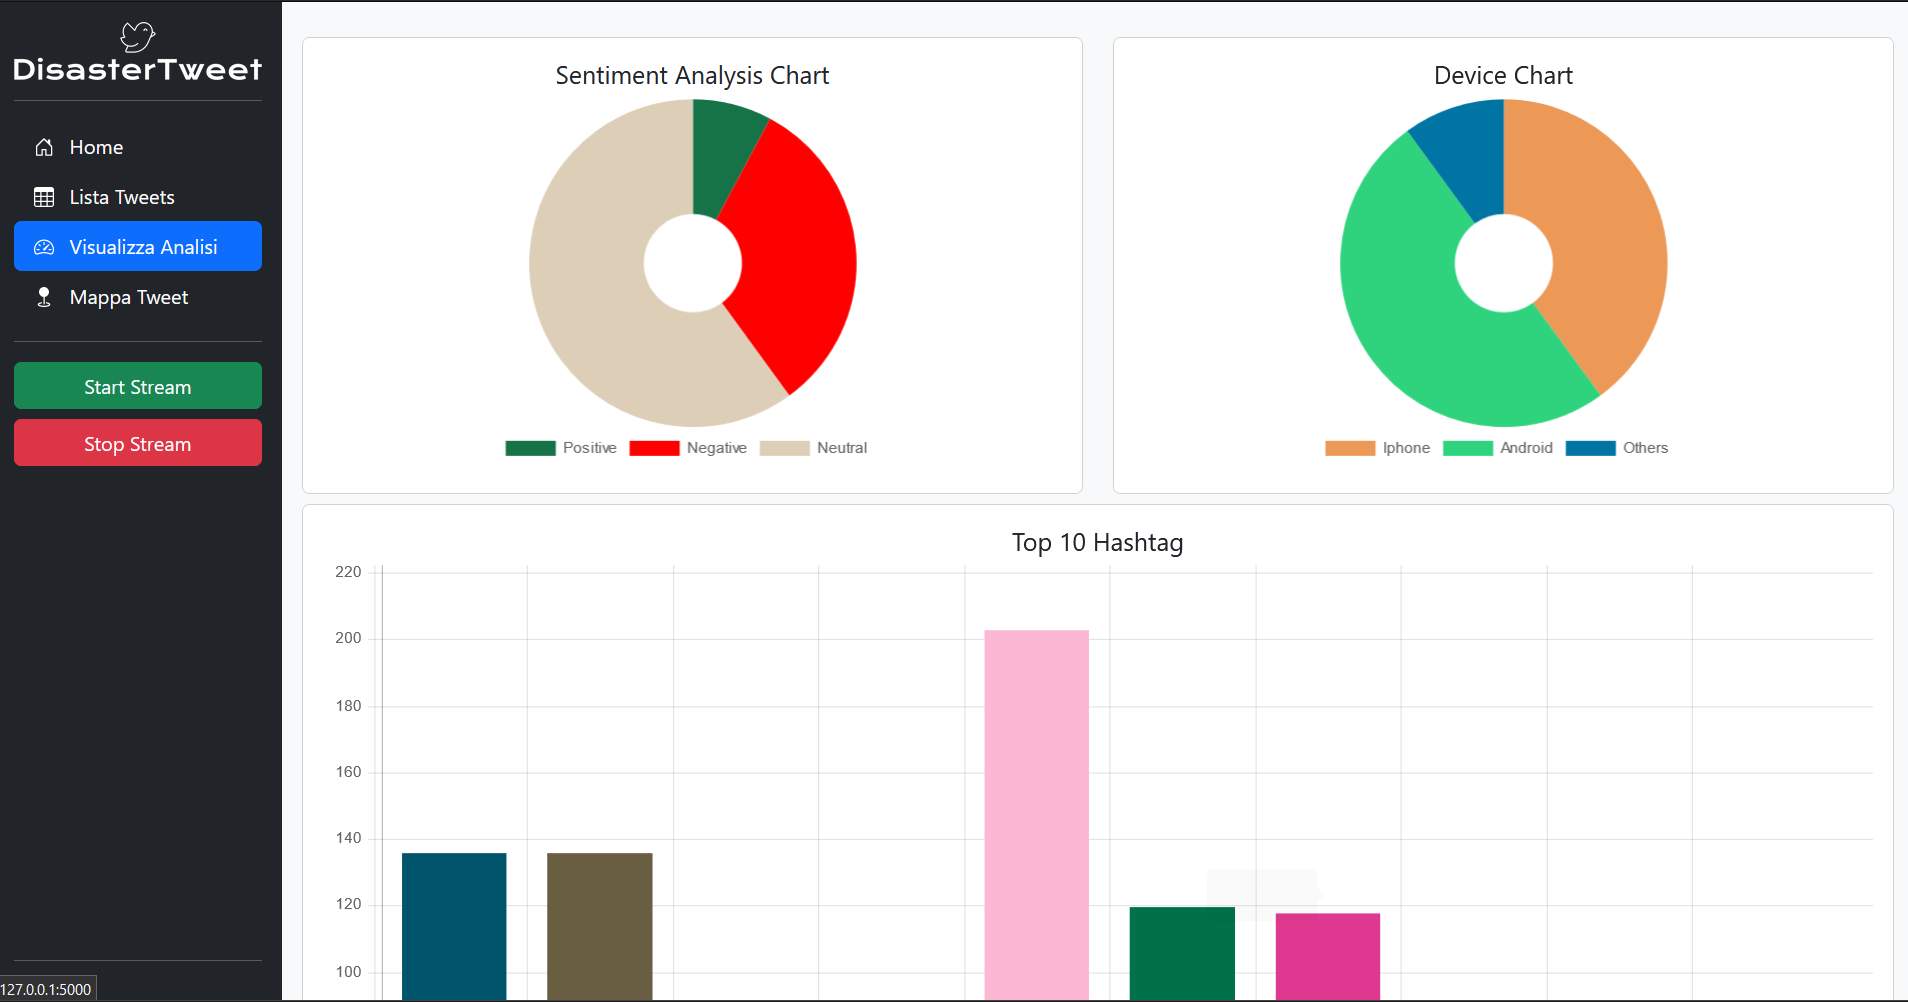 DisasterTweet
Home
Lista Tweets
Visualizza Analisi
Mappa Tweet
Start Stream
Stop Stream
127.0.0.1:5000
Sentiment Analysis Chart
Positive Negative Neutral
Device Chart
Iphone Android Others
Top 10 Hashtag
220
200
180
160
140
120
100